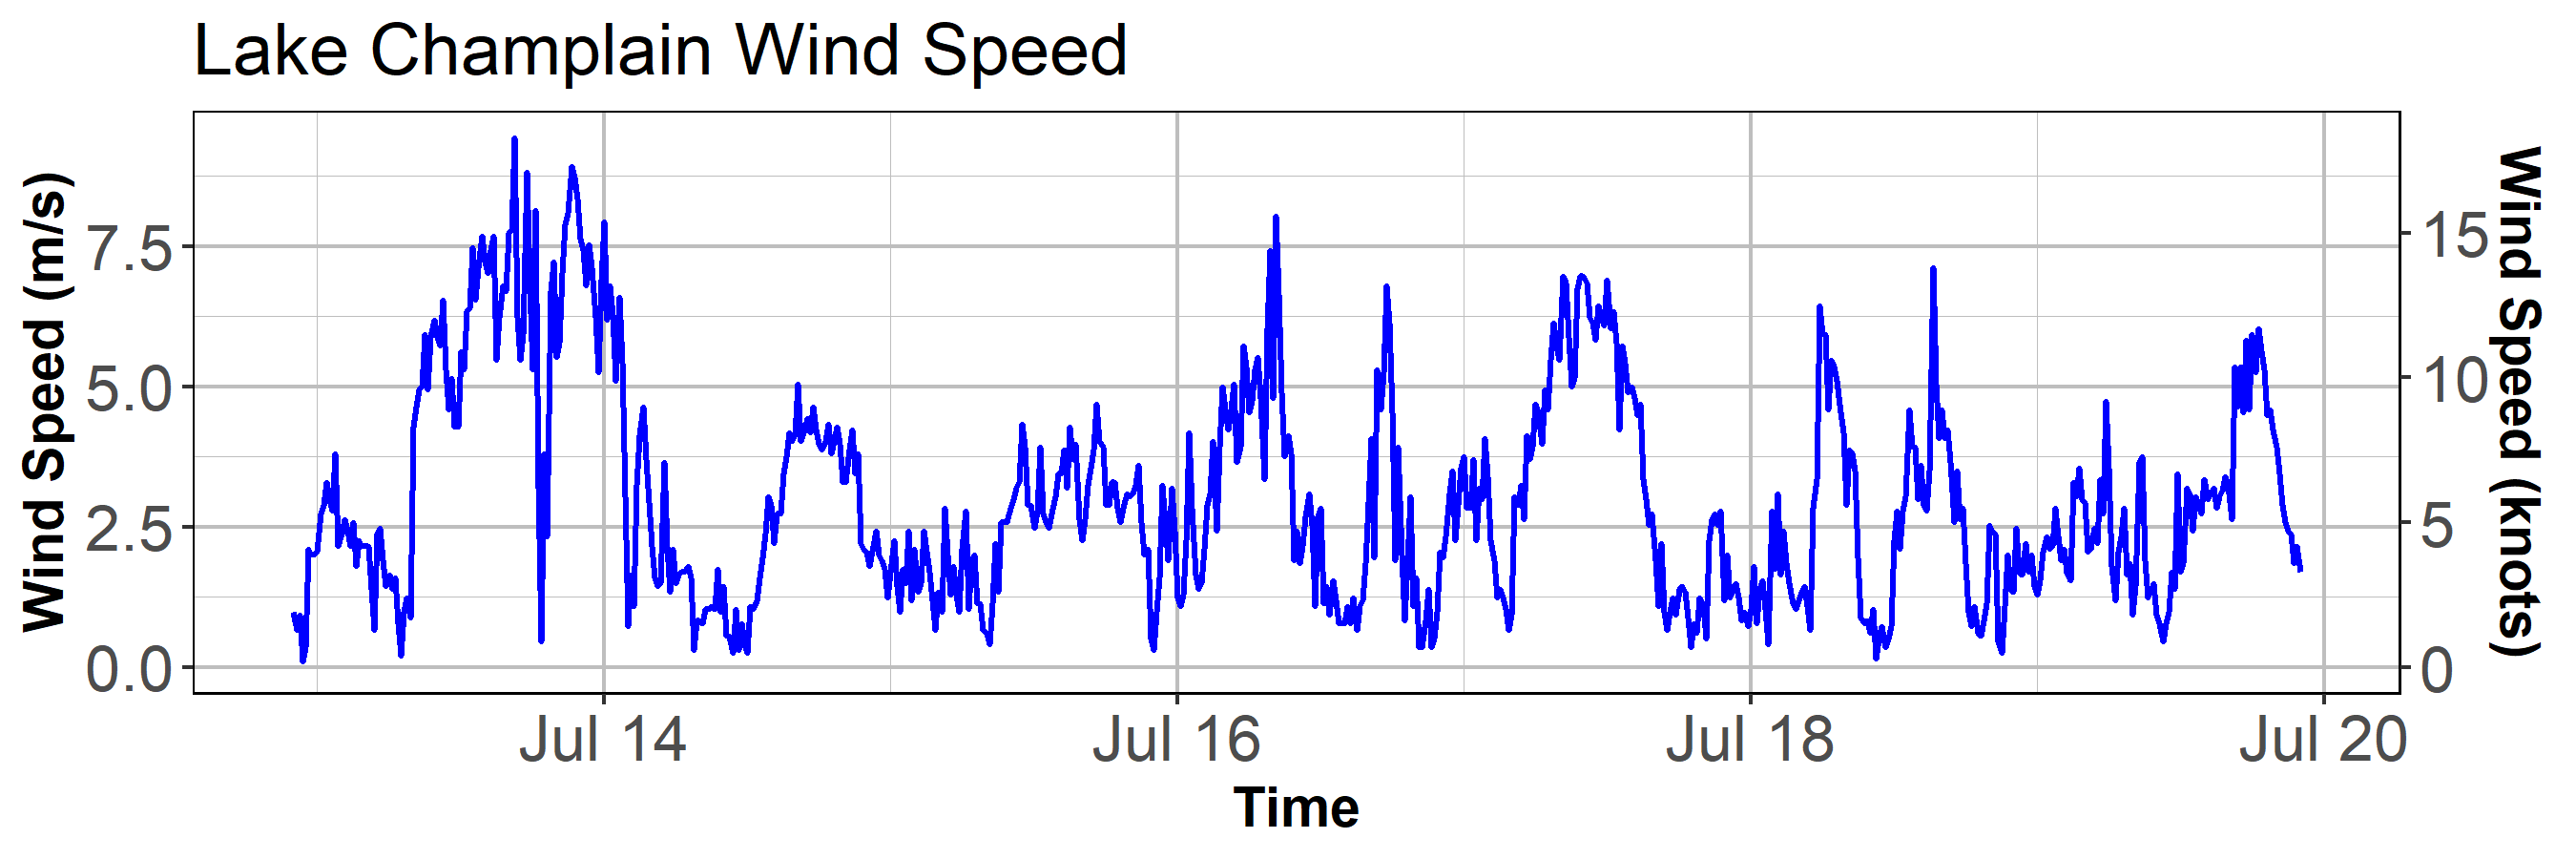 Lake Champlain Wind Speed
Wind Speed (m/s)
7.5
5.0
2.5
0.0
15
10
5
0
Wind Speed (knots)
Jul 14
Jul 16
Jul 18
Jul 20
Time